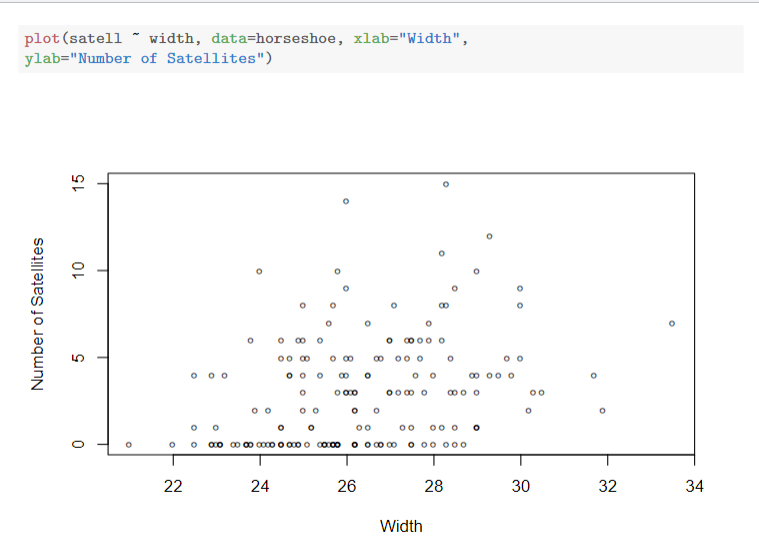 plot(satell ~ width, data=horseshoe, xlab="Width",
ylab="Number of Satellites")
15
10
5
0
Number of Satellites
22 24 26 28 30 32 34
Width